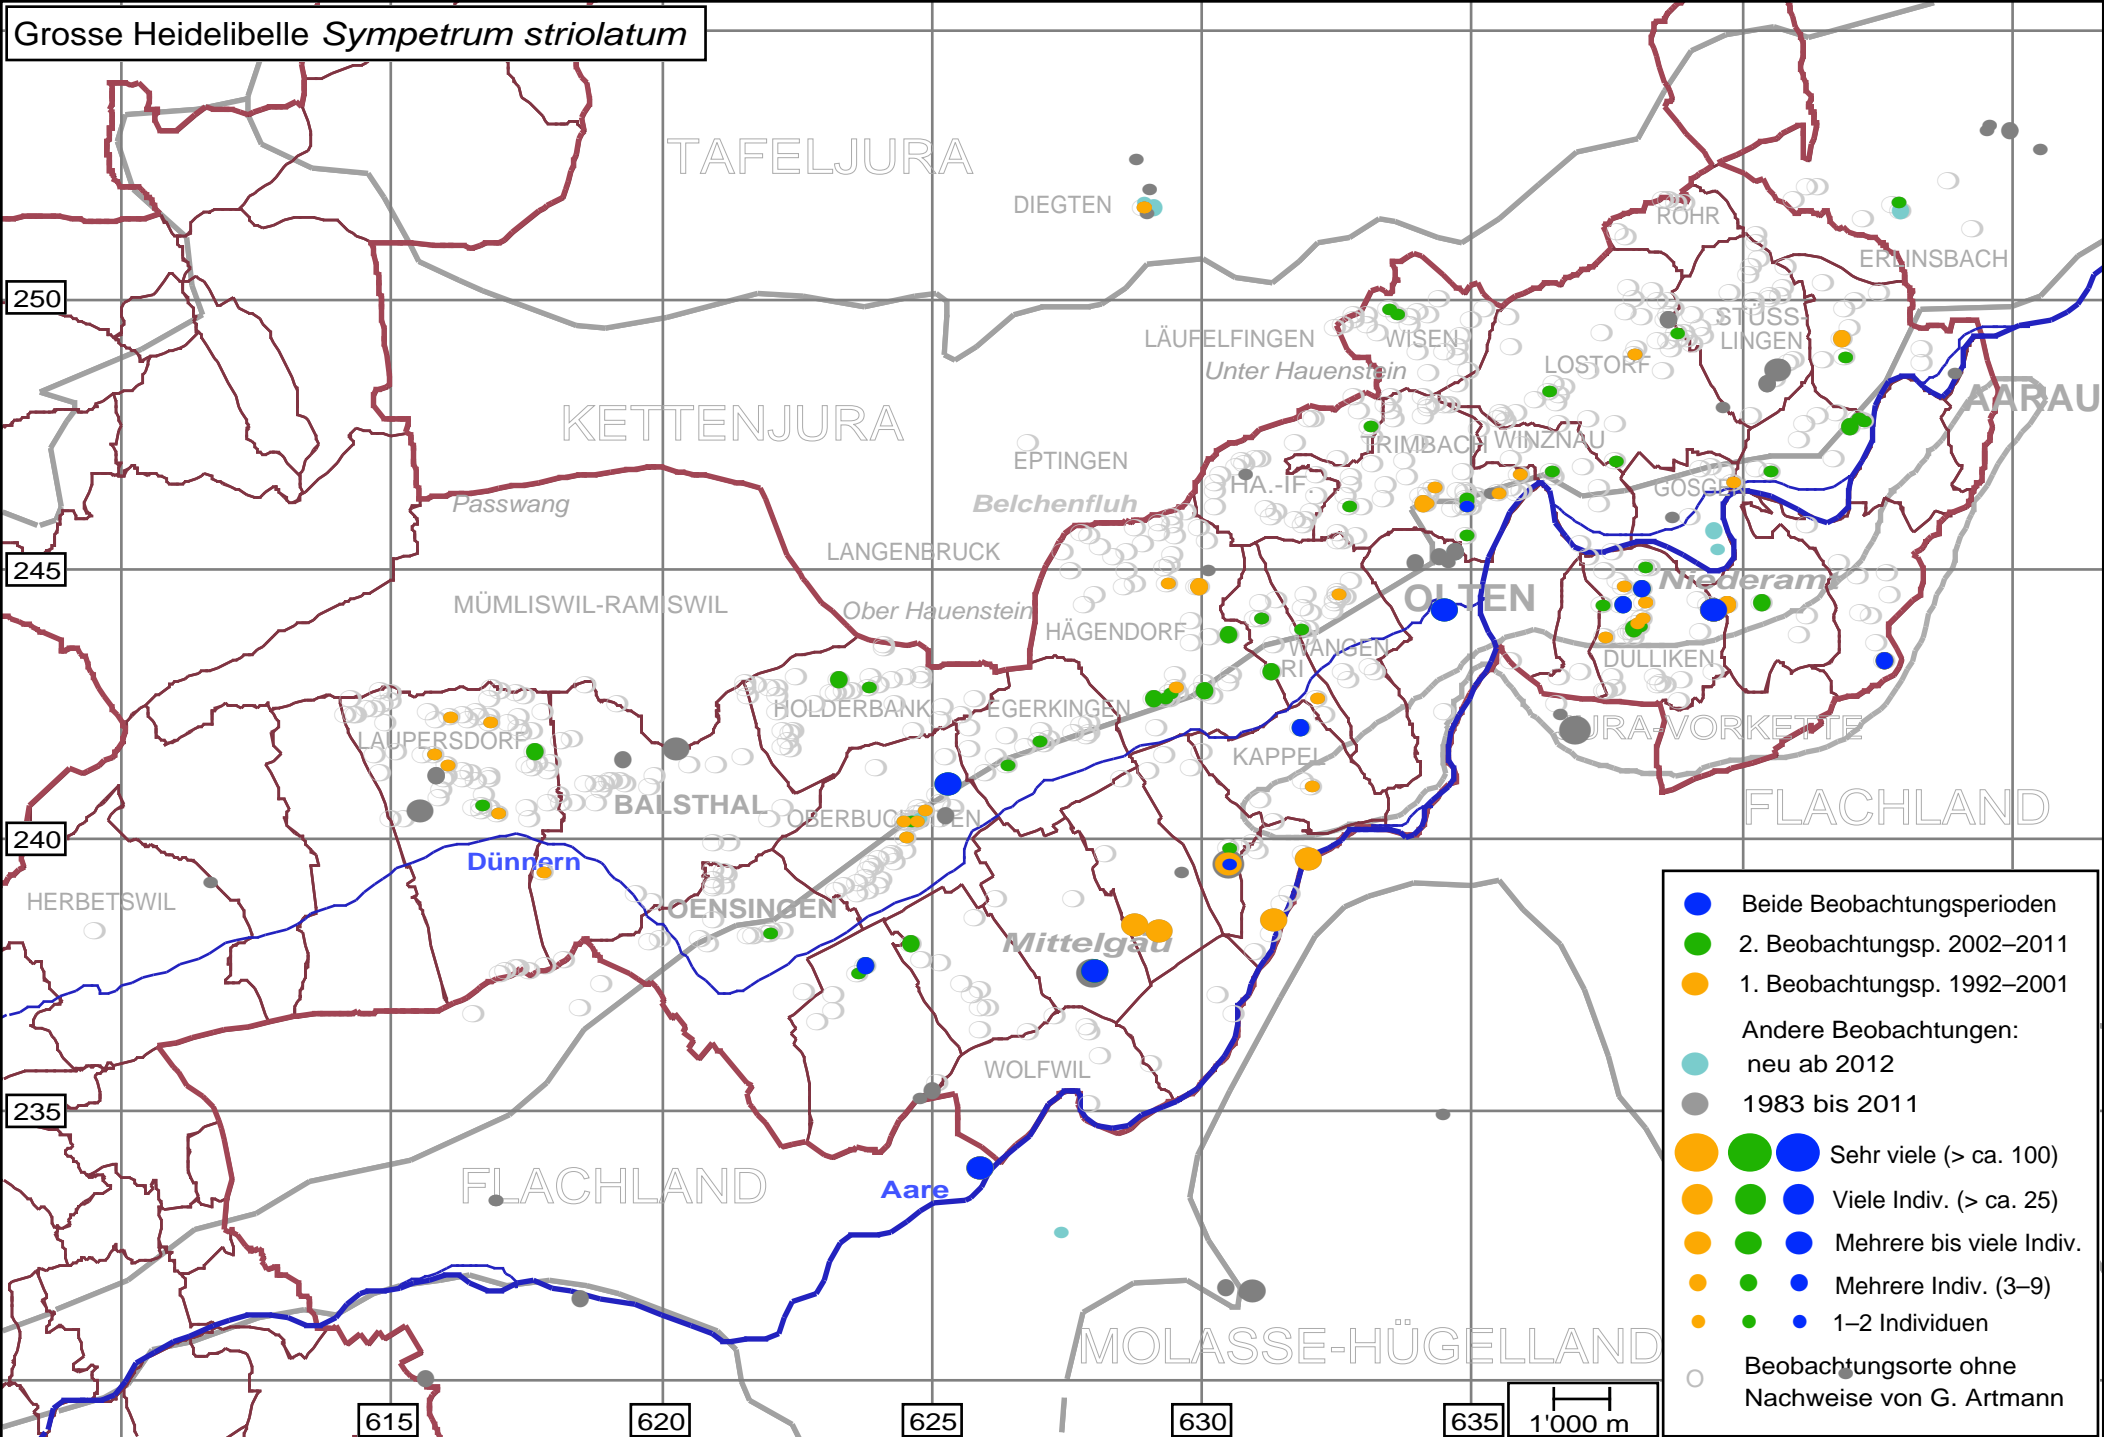 Grosse Heidelibelle Sympetrum striolatum
TAFELJURA
DIEGTEN
ROHR
ERLINSBACH
250
STÜSS-
LINGEN
LÄUFELFINGEN
WISEN
Unter Hauenstein
LOSTORF
AARAU
KETTENJURA
TRIMBACH
WINZNAU
EPTINGEN
HA.-IF.
GÖSGEN
Passwang
Belchenfluh
LANGENBRUCK
245
Niederamt
MÜMLISWIL-RAMISWIL
Ober Hauenstein
OLTEN
HÄGENDORF
WANGEN
RI
DULLIKEN
HOLDERBANK
EGERKINGEN
LAUPERSDORF
JURA-VORKETTE
KAPPEL
BALSTHAL
FLACHLAND
240
Dünnern
HERBETSWIL
OENSINGEN
Mittelgäu
WOLFWIL
235
FLACHLAND
Aare
MOLASSE-HÜGELLAND
615
620
625
630
635
1'000 m
Beide Beobachtungsperioden
2. Beobachtungsp. 2002–2011
1. Beobachtungsp. 1992–2001
Andere Beobachtungen:
neu ab 2012
1983 bis 2011
Sehr viele (> ca. 100)
Viele Indiv. (> ca. 25)
Mehrere bis viele Indiv.
Mehrere Indiv. (3–9)
1–2 Individuen
Beobachtungsorte ohne
Nachweise von G. Artmann